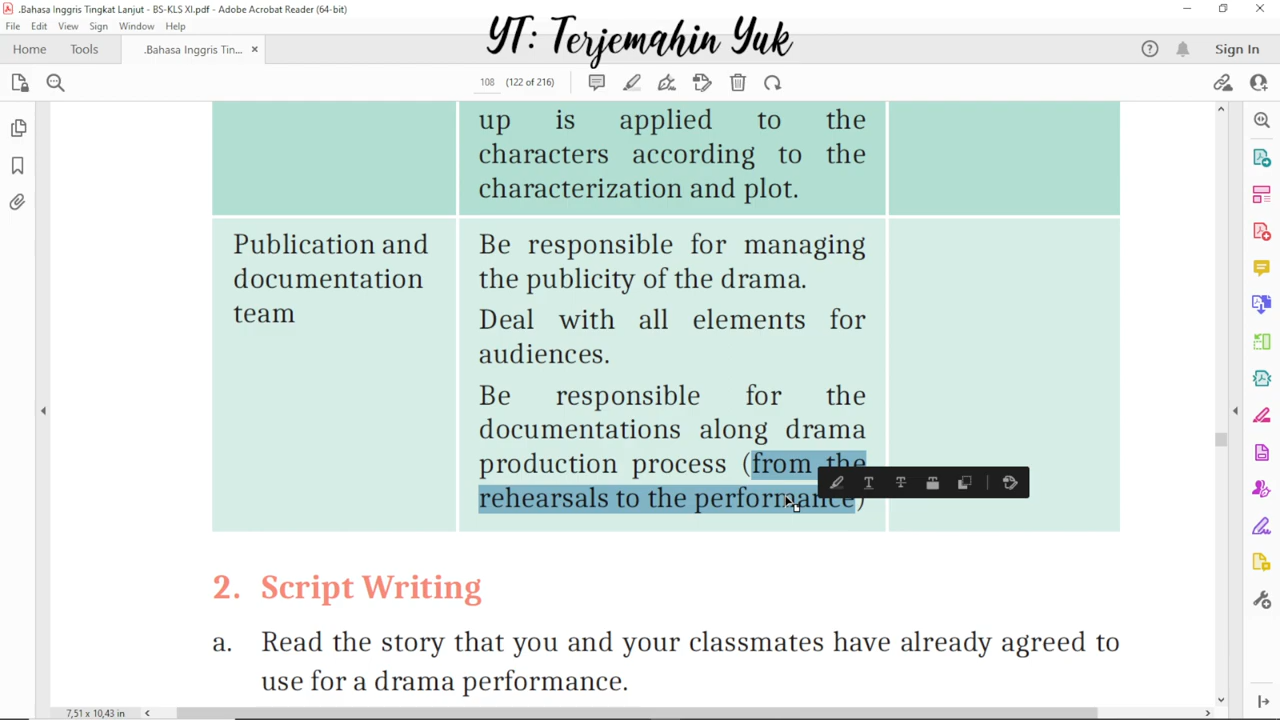 .Bahasa Inggris Tingkat Lanjut - BS-KLS XI.pdf - Adobe Acrobat Reader (64-bit)
File Edit View Sign Window Help
YT: Terjemahin Yuk
Home Tools .Bahasa Inggris Tin... × Sign In
108 (122 of 216)
up is applied to the
characters according to the
characterization and plot.
Publication and
documentation
team
Be responsible for managing
the publicity of the drama.
Deal with all elements for
audiences.
Be responsible for the
documentations along drama
production process (from the
rehearsals to the performance)
2. Script Writing
a. Read the story that you and your classmates have already agreed to
use for a drama performance.
7,51 x 10,43 in